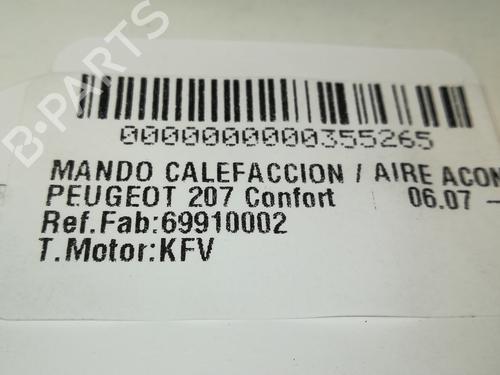 B-PARTS
0000000000355265
MANDO CALEFACCION / AIRE ACON
PEUGEOT 207 Confort 06.07 -
Ref.Fab:69910002
T.Motor:KFV